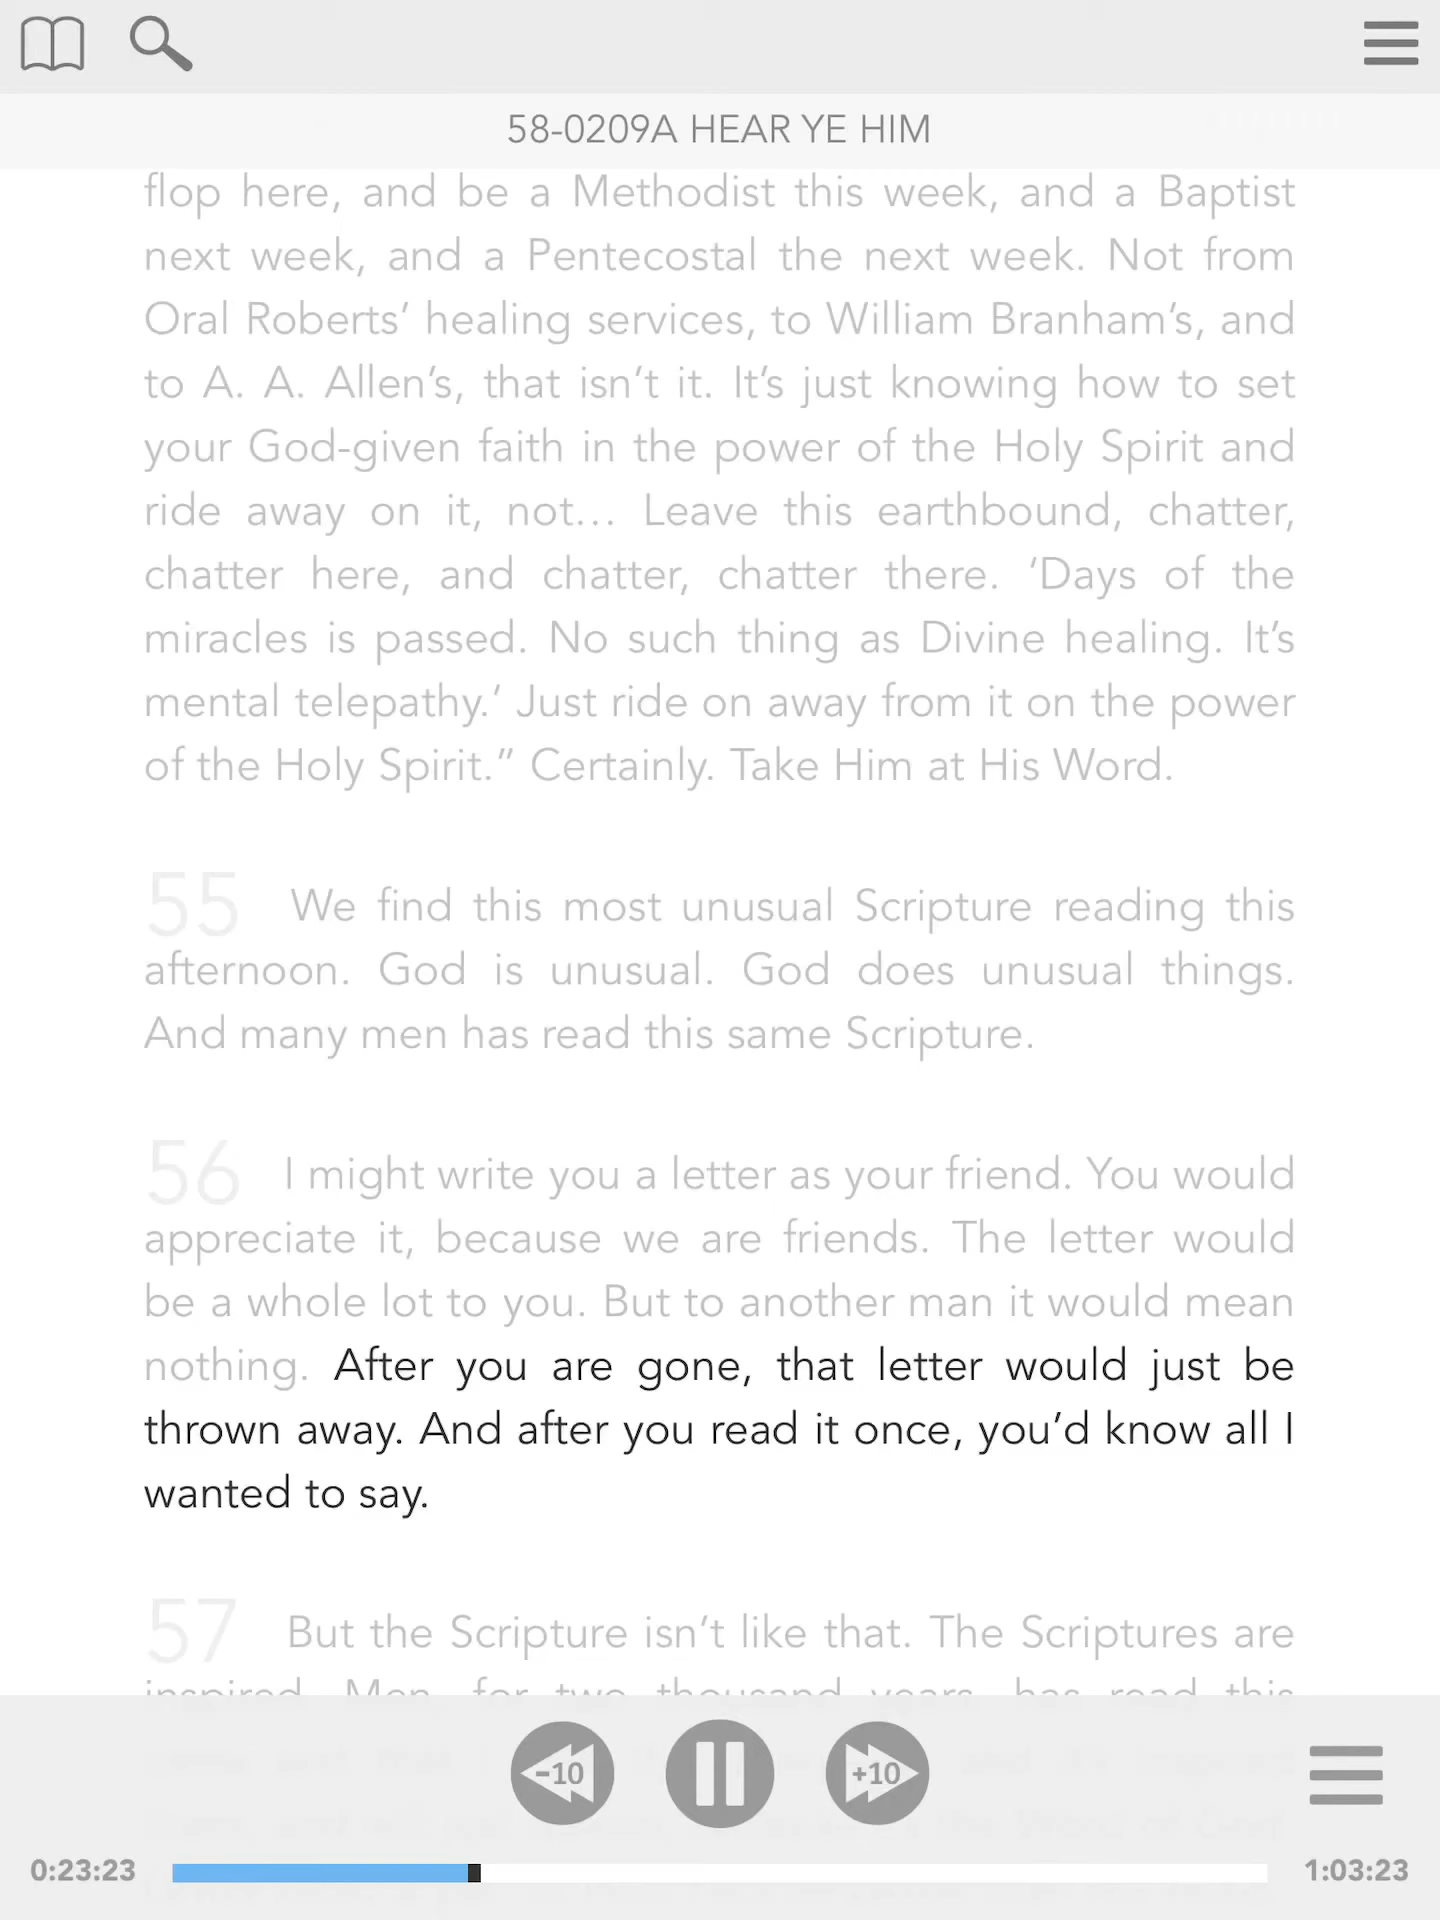 58-0209A HEAR YE HIM
flop here, and be a Methodist this week, and a Baptist
next week, and a Pentecostal the next week. Not from
Oral Roberts’ healing services, to William Branham’s, and
to A. A. Allen’s, that isn’t it. It’s just knowing how to set
your God-given faith in the power of the Holy Spirit and
ride away on it, not… Leave this earthbound, chatter,
chatter here, and chatter, chatter there. ‘Days of the
miracles is passed. No such thing as Divine healing. It’s
mental telepathy.’ Just ride on away from it on the power
of the Holy Spirit.” Certainly. Take Him at His Word.
55 We find this most unusual Scripture reading this
afternoon. God is unusual. God does unusual things.
And many men has read this same Scripture.
56 I might write you a letter as your friend. You would
appreciate it, because we are friends. The letter would
be a whole lot to you. But to another man it would mean
nothing. After you are gone, that letter would just be
thrown away. And after you read it once, you’d know all I
wanted to say.
57 But the Scripture isn’t like that. The Scriptures are
inspired. Men, for two thousand years, has read this
-10 +10
0:23:23 1:03:23